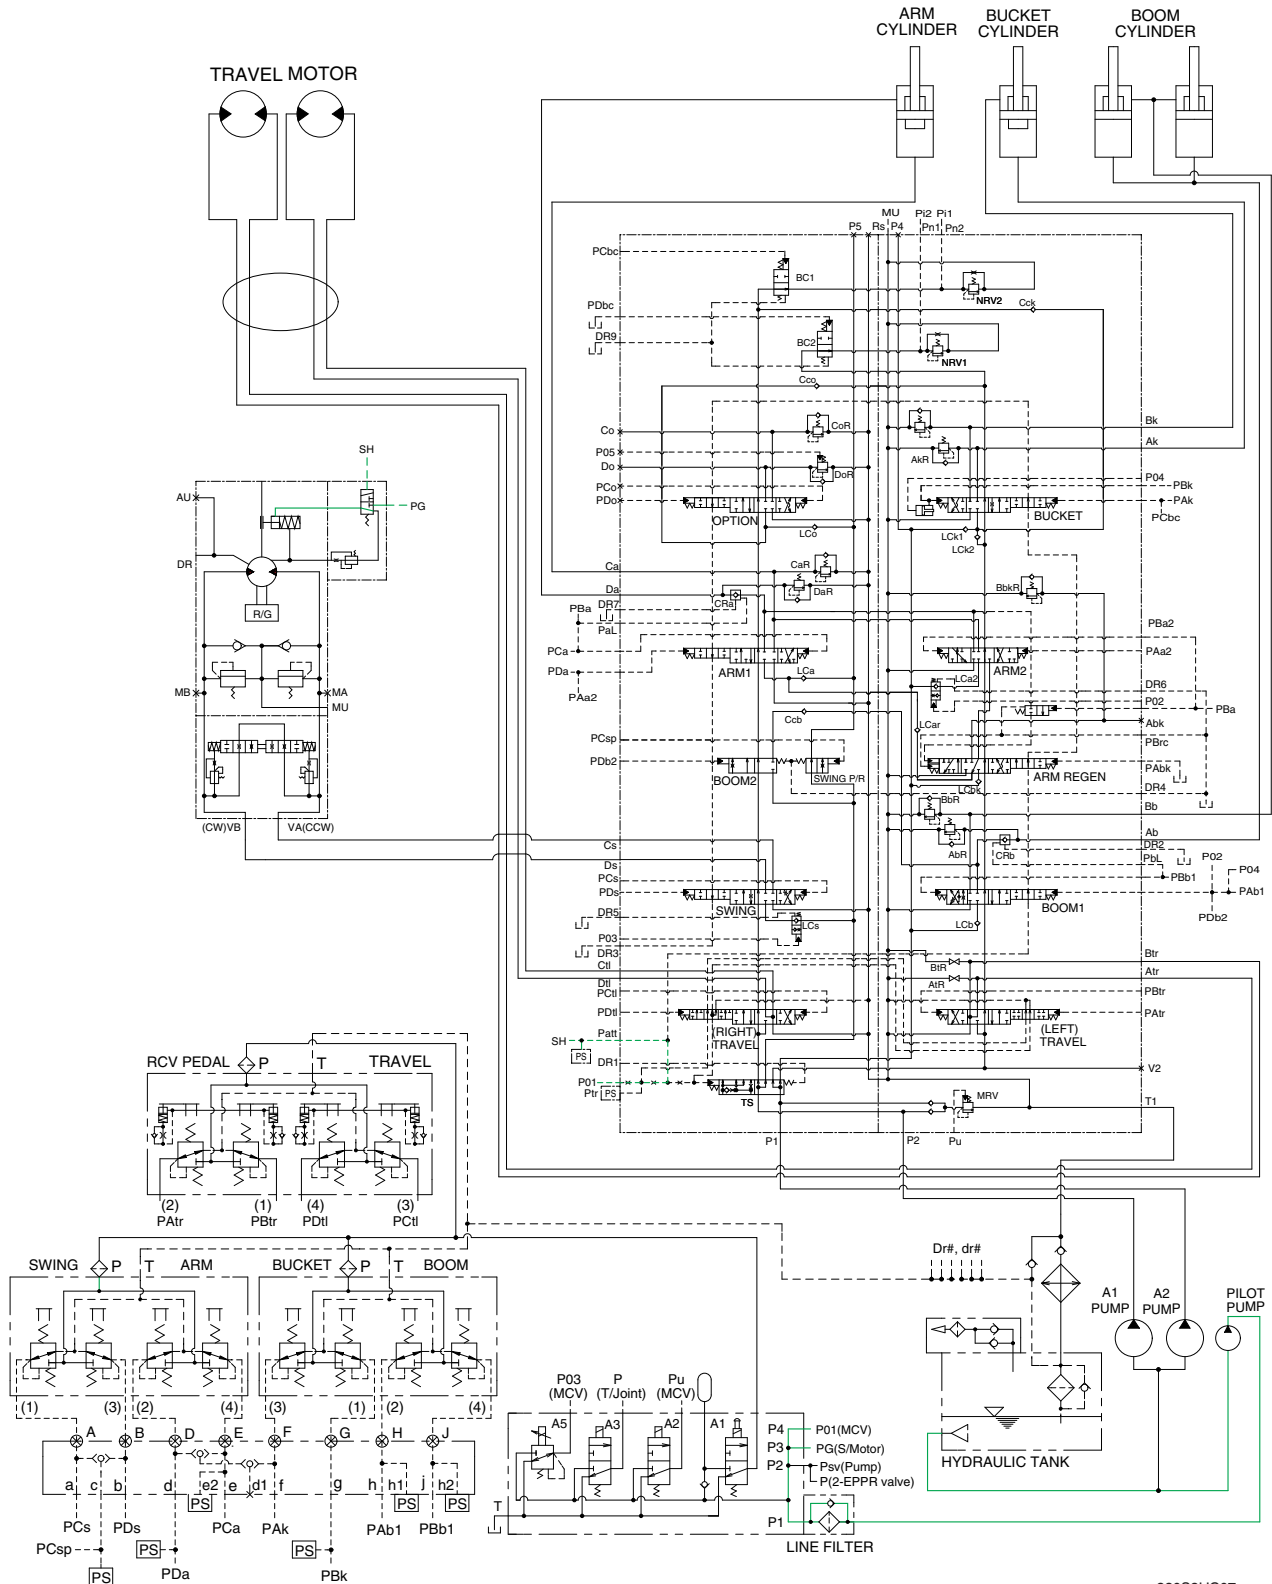 ARM
CYLINDER
BUCKET
CYLINDER
BOOM
CYLINDER
TRAVEL MOTOR
MU
Pi2 Pi1
P5 Rs P4
Pn1 Pn2
PCbc
BC1
NRV2
Cck
PDbc
DR9
BC2
NRV1
Cco
Co
CoR
Bk
Ak
P05
AkR
Do
DoR
P04
PBk
PCo
PDo
PAk
PCbc
OPTION
BUCKET
LCo
LCk1
LCk2
SH
AU
PG
DR
R/G
MB
MA
MU
(CW)VB
VA(CCW)
Ca
CaR
Da
DaR
BbkR
DR7
CRa
PBa
PaL
PBa2
PCa
PAa2
PDa
ARM1
ARM2
LCa
LCa2
DR6
PAa2
P02
PBa
Ccb
LCar
Abk
PCsp
PBrc
PDb2
PAbk
BOOM2
SWING P/R
ARM REGEN
LCbk
DR4
BbR
Bb
Ab
AbR
CRb
DR2
PbL
P02
Cs
Ds
PCs
PBb1
P04
PDs
PAb1
SWING
BOOM1
PDb2
DR5
LCs
LCb
P03
DR3
Btr
BtR
Ctl
Atr
Dtl
AtR
PCtl
PBtr
PDtl
PAtr
(RIGHT)
TRAVEL
(LEFT)
TRAVEL
Patt
SH
PS
DR1
V2
P01
Ptr
PS
TS
MRV
T1
P1
P2
Pu
RCV PEDAL
P
T
TRAVEL
(2)
(1)
(4)
(3)
PAtr
PBtr
PDtl
PCtl
SWING
P
T
ARM
BUCKET
P
T
BOOM
(1)
(3)
(2)
(4)
(3)
(1)
(2)
(4)
A
B
D
E
F
G
H
J
a
c
b
d
e2
e
d1
f
g
h
h1
j
h2
PS
PS
PS
PCs
PDs
PCa
PAk
PAb1
PBb1
PCsp
PS
PS
PDa
PS
PBk
Dr#, dr#
A1
PUMP
A2
PUMP
PILOT
PUMP
HYDRAULIC TANK
P03
(MCV)
P
(T/Joint)
Pu
(MCV)
A5
A3
A2
A1
P4
P01(MCV)
P3
PG(S/Motor)
P2
Psv(Pump)
P(2-EPPR valve)
T
P1
LINE FILTER